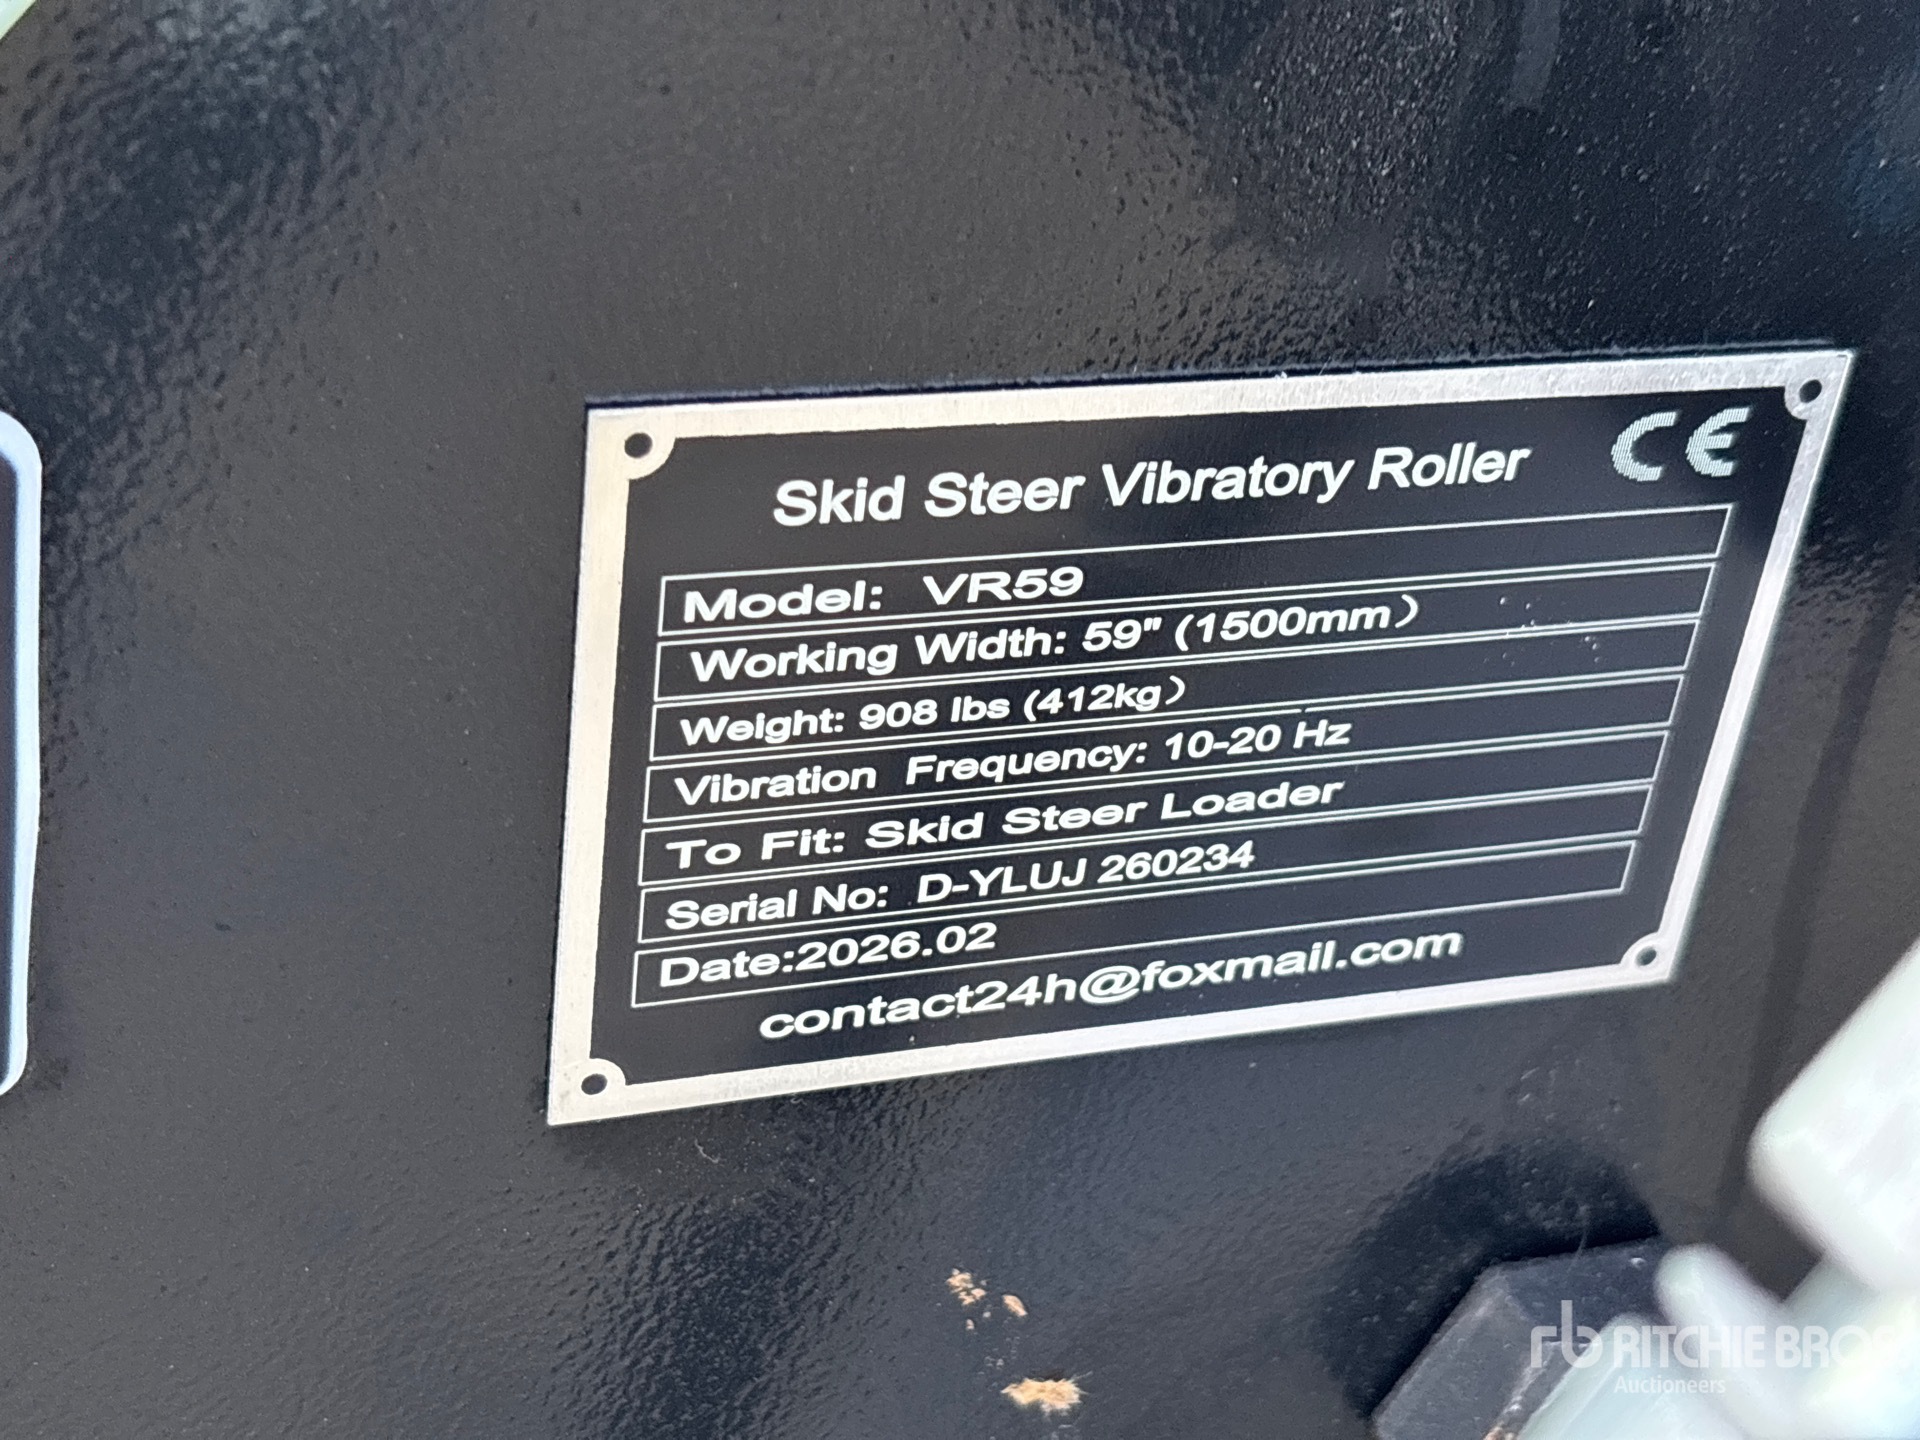 Skid Steer Vibratory Roller CE
Model: VR59
Working Width: 59" (1500mm）
Weight: 908 lbs (412kg）
Vibration Frequency: 10-20 Hz
To Fit: Skid Steer Loader
Serial No: D-YLUJ 260234
Date:2026.02
contact24h@foxmail.com
rb RITCHIE BROS
Auctioneers